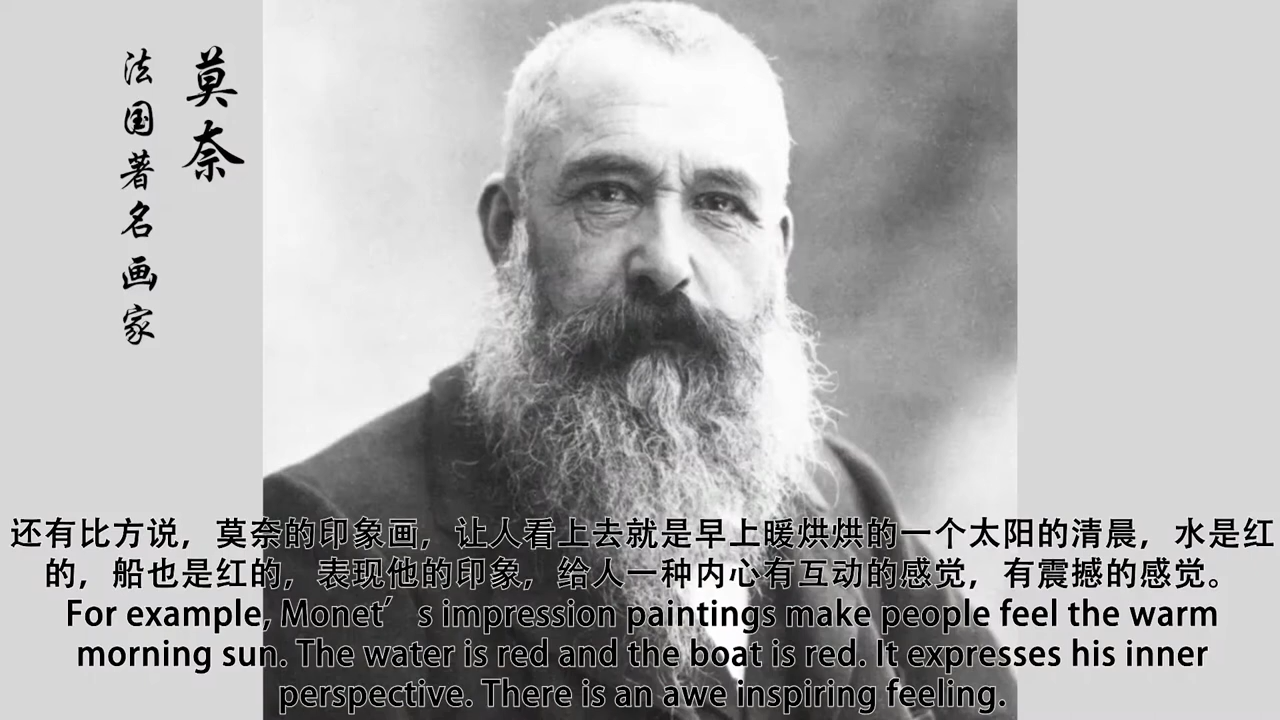 莫奈
法国著名画家
还有比方说，莫奈的印象画，让人看上去就是早上暖烘烘的一个太阳的清晨，水是红
的，船也是红的，表现他的印象，给人一种内心有互动的感觉，有震撼的感觉。
For example, Monet’s impression paintings make people feel the warm
morning sun. The water is red and the boat is red. It expresses his inner
perspective. There is an awe inspiring feeling.